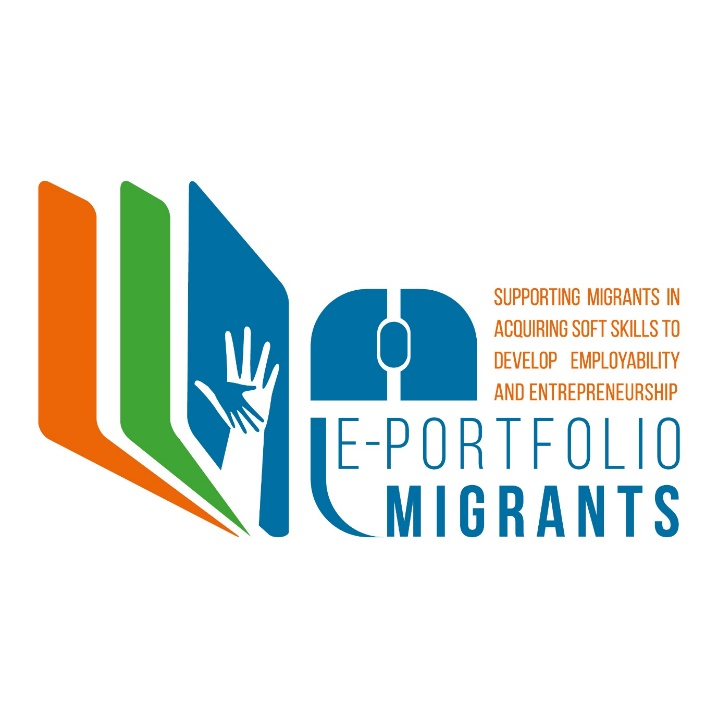 SUPPORTING MIGRANTS IN
ACQUIRING SOFT SKILLS TO
DEVELOP EMPLOYABILITY
AND ENTREPRENEURSHIP
E-PORTFOLIO
MIGRANTS